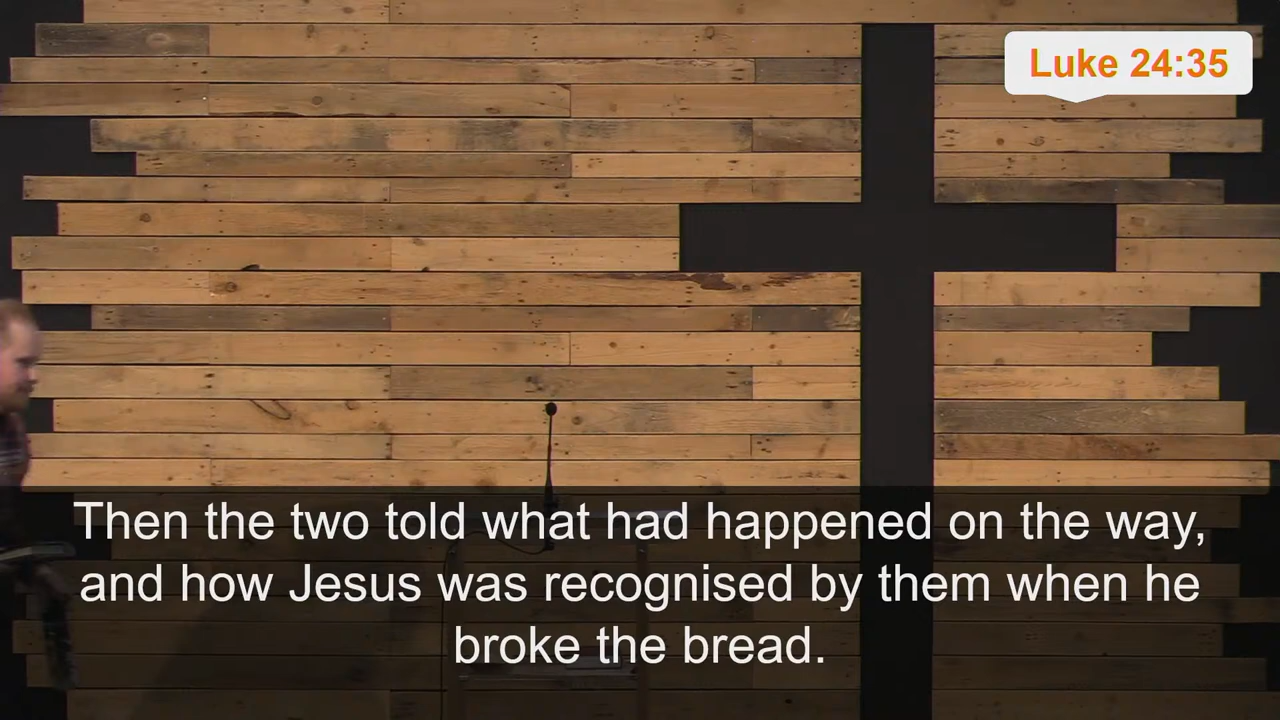 Luke 24:35
Then the two told what had happened on the way,
and how Jesus was recognised by them when he
broke the bread.